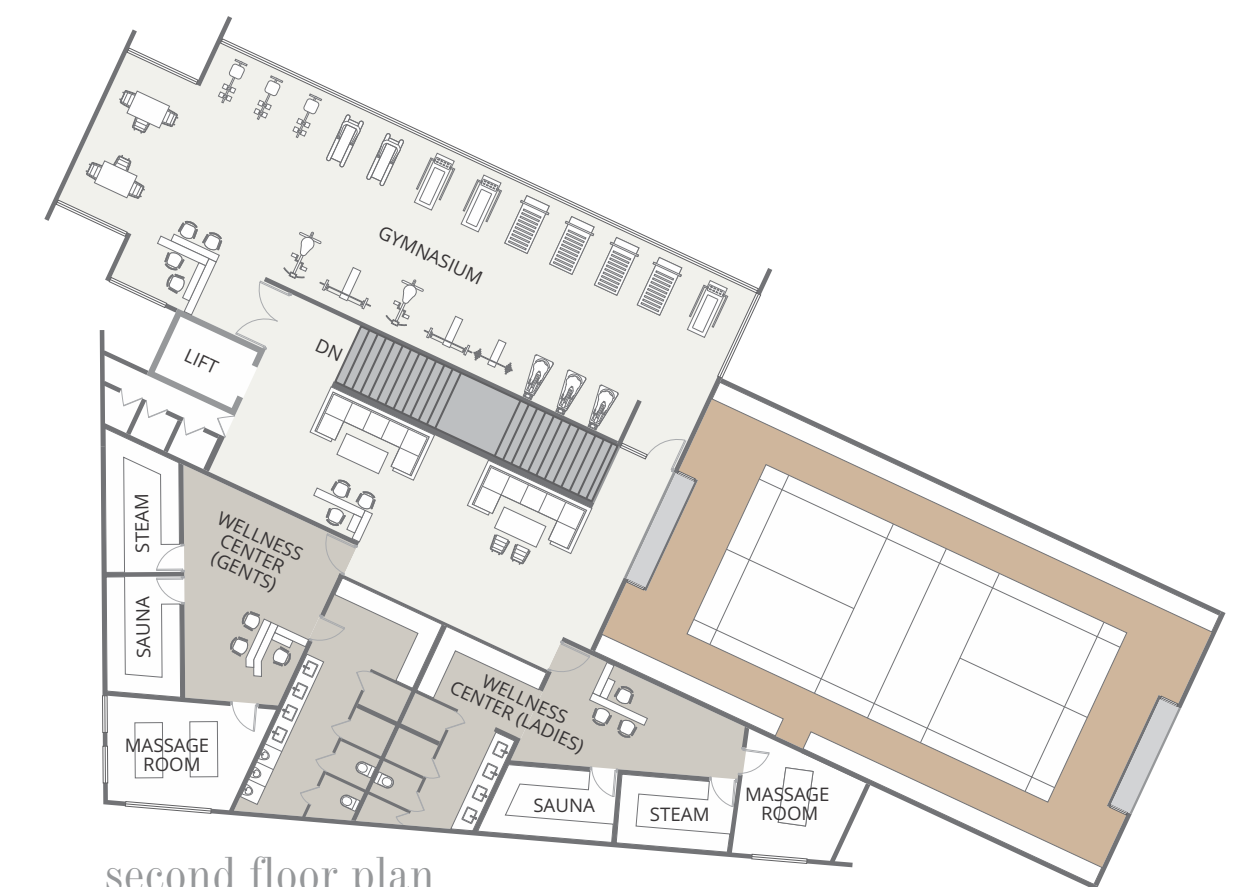 GYMNASIUM
DN
LIFT
STEAM
WELLNESS
CENTER
(GENTS)
SAUNA
WELLNESS
CENTER (LADIES)
MASSAGE
ROOM
SAUNA
STEAM
MASSAGE
ROOM
second floor plan